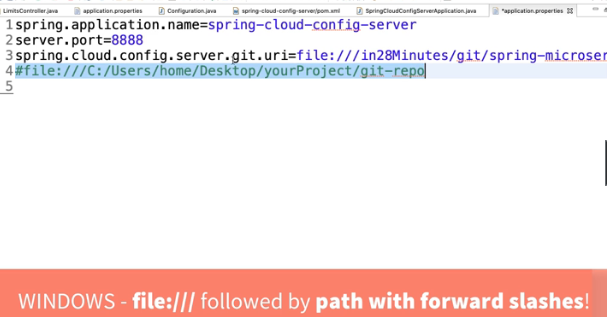 LimitsController.java application.properties Configuration.java spring-cloud-config-server/pom.xml SpringCloudConfigServerApplication.java *application.properties
1 spring.application.name=spring-cloud-config-server
2 server.port=8888
3 spring.cloud.config.server.git.uri=file:///in28Minutes/git/spring-microser
4 #file:///C:/Users/home/Desktop/yourProject/git-repo
5
WINDOWS - file:/// followed by path with forward slashes!